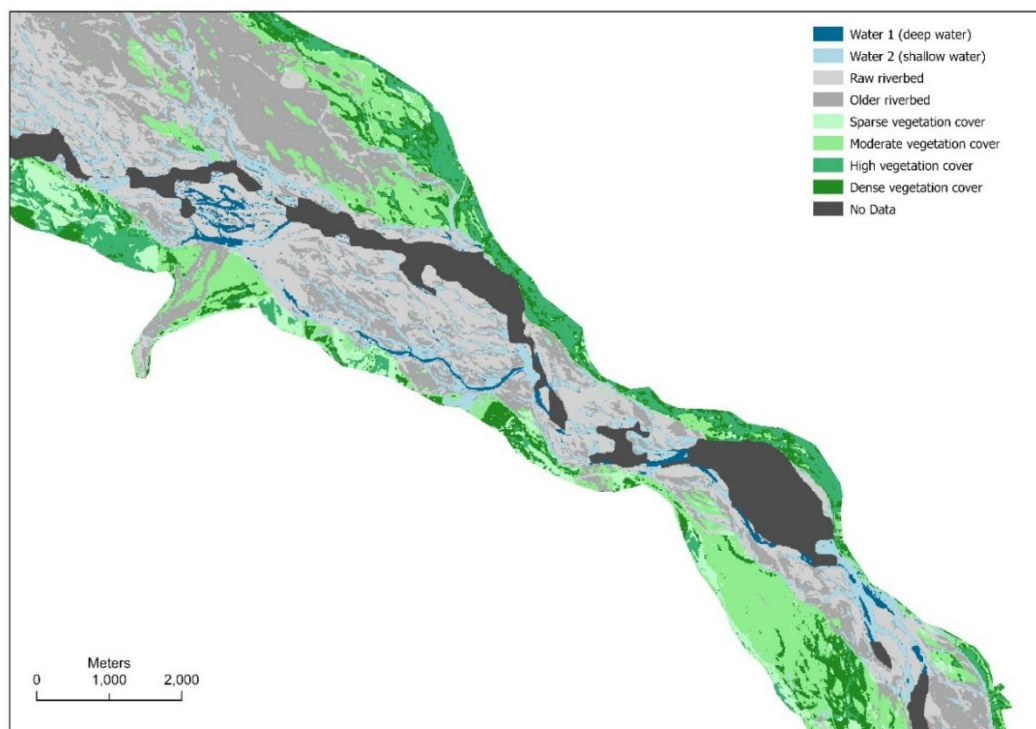 Water 1 (deep water)
Water 2 (shallow water)
Raw riverbed
Older riverbed
Sparse vegetation cover
Moderate vegetation cover
High vegetation cover
Dense vegetation cover
No Data
Meters
0 1,000 2,000